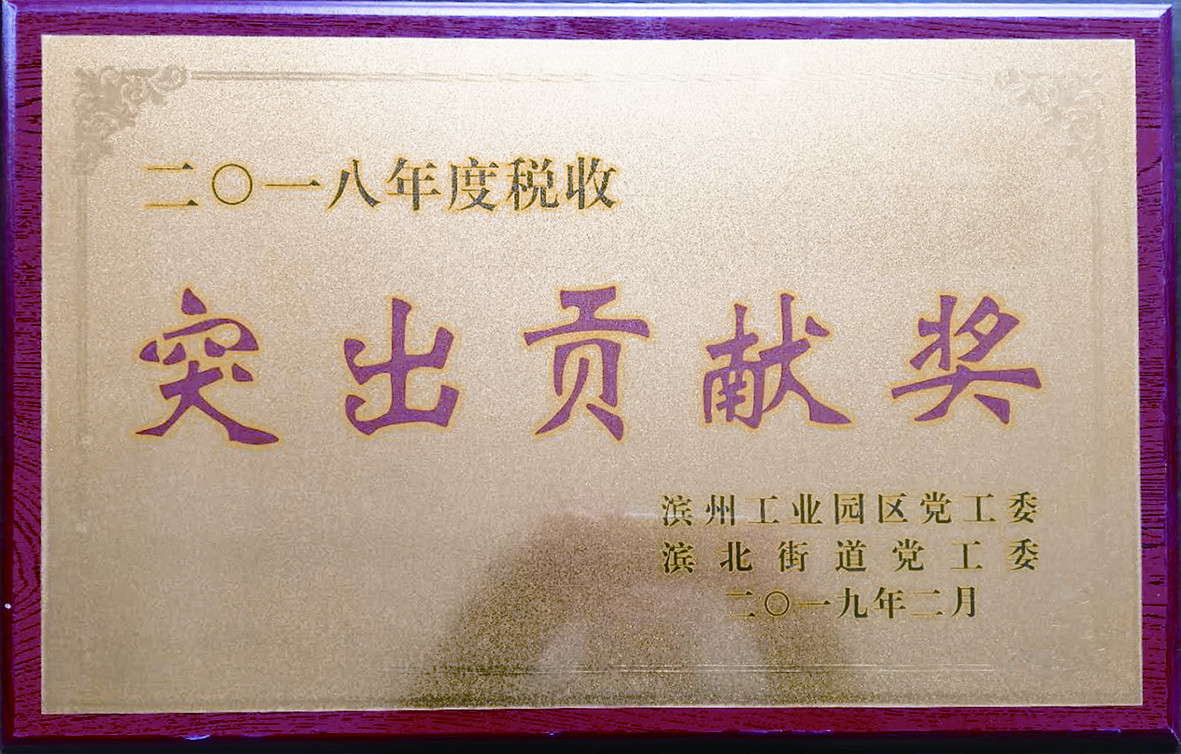 二〇一八年度税收
突出贡献奖
滨州工业园区党工委
滨北街道党工委
二〇一九年二月